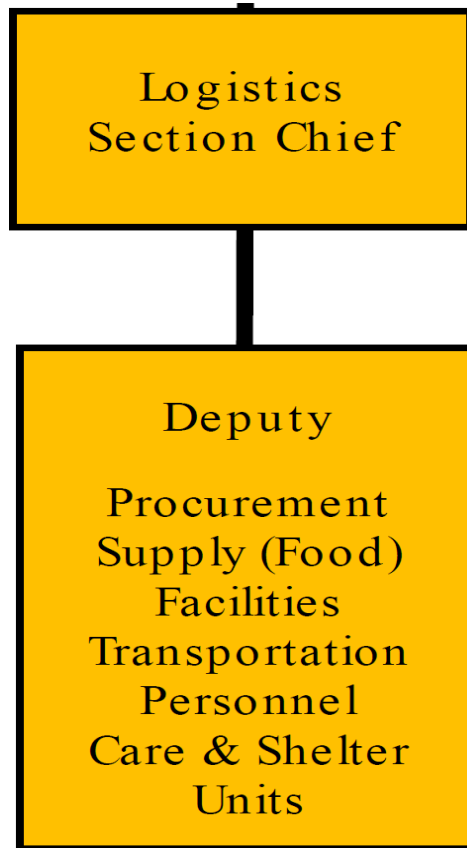 Logistics
Section Chief
Deputy
Procurement
Supply (Food)
Facilities
Transportation
Personnel
Care & Shelter
Units